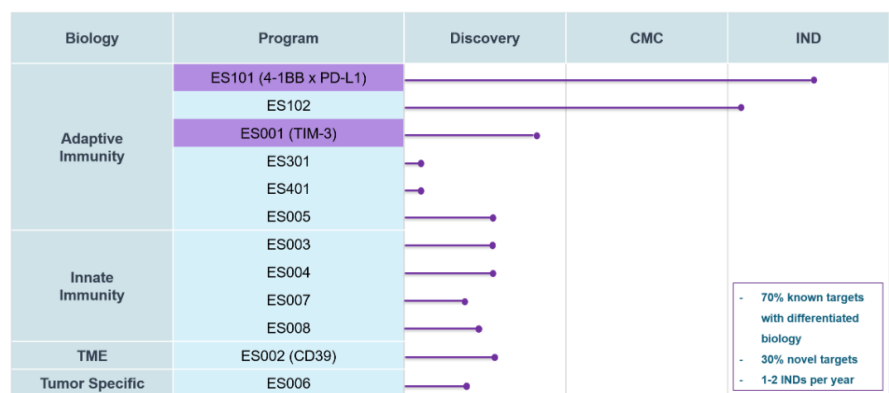 Biology Program Discovery CMC IND
Adaptive
Immunity
ES101 (4-1BB x PD-L1)
ES102
ES001 (TIM-3)
ES301
ES401
ES005
Innate
Immunity
ES003
ES004
ES007
ES008
TME ES002 (CD39)
Tumor Specific ES006
- 70% known targets
with differentiated
biology
- 30% novel targets
- 1-2 INDs per year